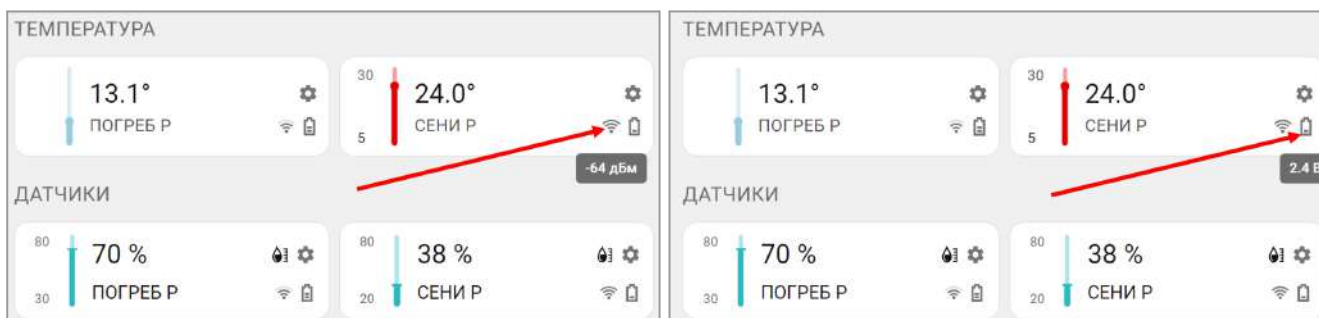 ТЕМПЕРАТУРА
13.1°
ПОГРЕБ Р
30
24.0°
СЕНИ Р
5
-64 дБм
ДАТЧИКИ
80
70 %
30
ПОГРЕБ Р
80
38 %
20
СЕНИ Р
ТЕМПЕРАТУРА
13.1°
ПОГРЕБ Р
30
24.0°
СЕНИ Р
5
2.4 В
ДАТЧИКИ
80
70 %
30
ПОГРЕБ Р
80
38 %
20
СЕНИ Р